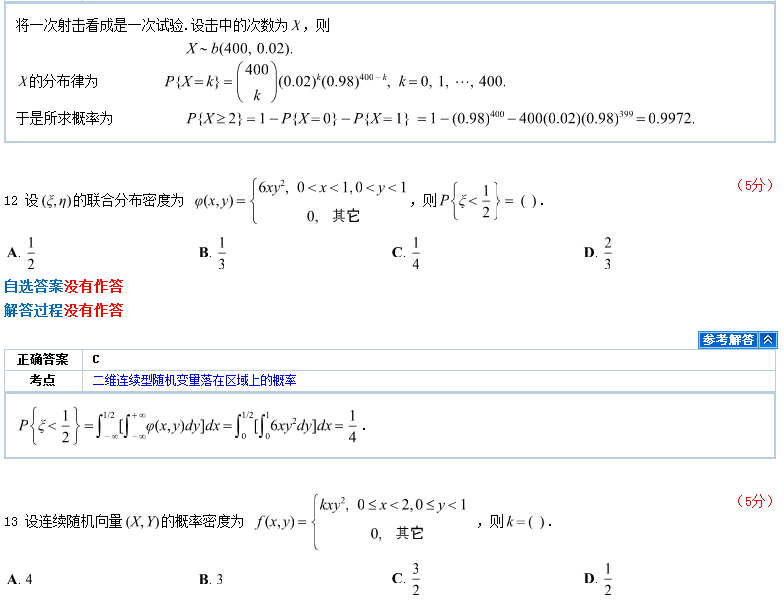 将一次射击看成是一次试验.设击中的次数为 X，则
X ~ b(400, 0.02).
X 的分布律为 P{X = k} = (400 k) (0.02)^k (0.98)^{400-k}, k = 0, 1, ⋯, 400.
于是所求概率为 P{X ≥ 2} = 1 − P{X = 0} − P{X = 1} = 1 − (0.98)^{400} − 400(0.02)(0.98)^{399} = 0.9972.
12 设 (ξ, η) 的联合分布密度为 φ(x, y) = { 6xy², 0 < x < 1, 0 < y < 1; 0, 其它 ，则 P{ξ < 1/2} = ( ). （5分）
A. 1/2 B. 1/3 C. 1/4 D. 2/3
自选答案没有作答
解答过程没有作答
参考解答
正确答案 C
考点 二维连续型随机变量落在区域上的概率
P{ξ < 1/2} = ∫_{-∞}^{1/2} [∫_{-∞}^{+∞} φ(x, y)dy]dx = ∫_0^{1/2} [∫_0^1 6xy²dy]dx = 1/4 .
13 设连续随机向量 (X, Y) 的概率密度为 f(x, y) = { kxy², 0 ≤ x < 2, 0 ≤ y < 1; 0, 其它 ，则 k = ( ). （5分）
A. 4 B. 3 C. 3/2 D. 1/2